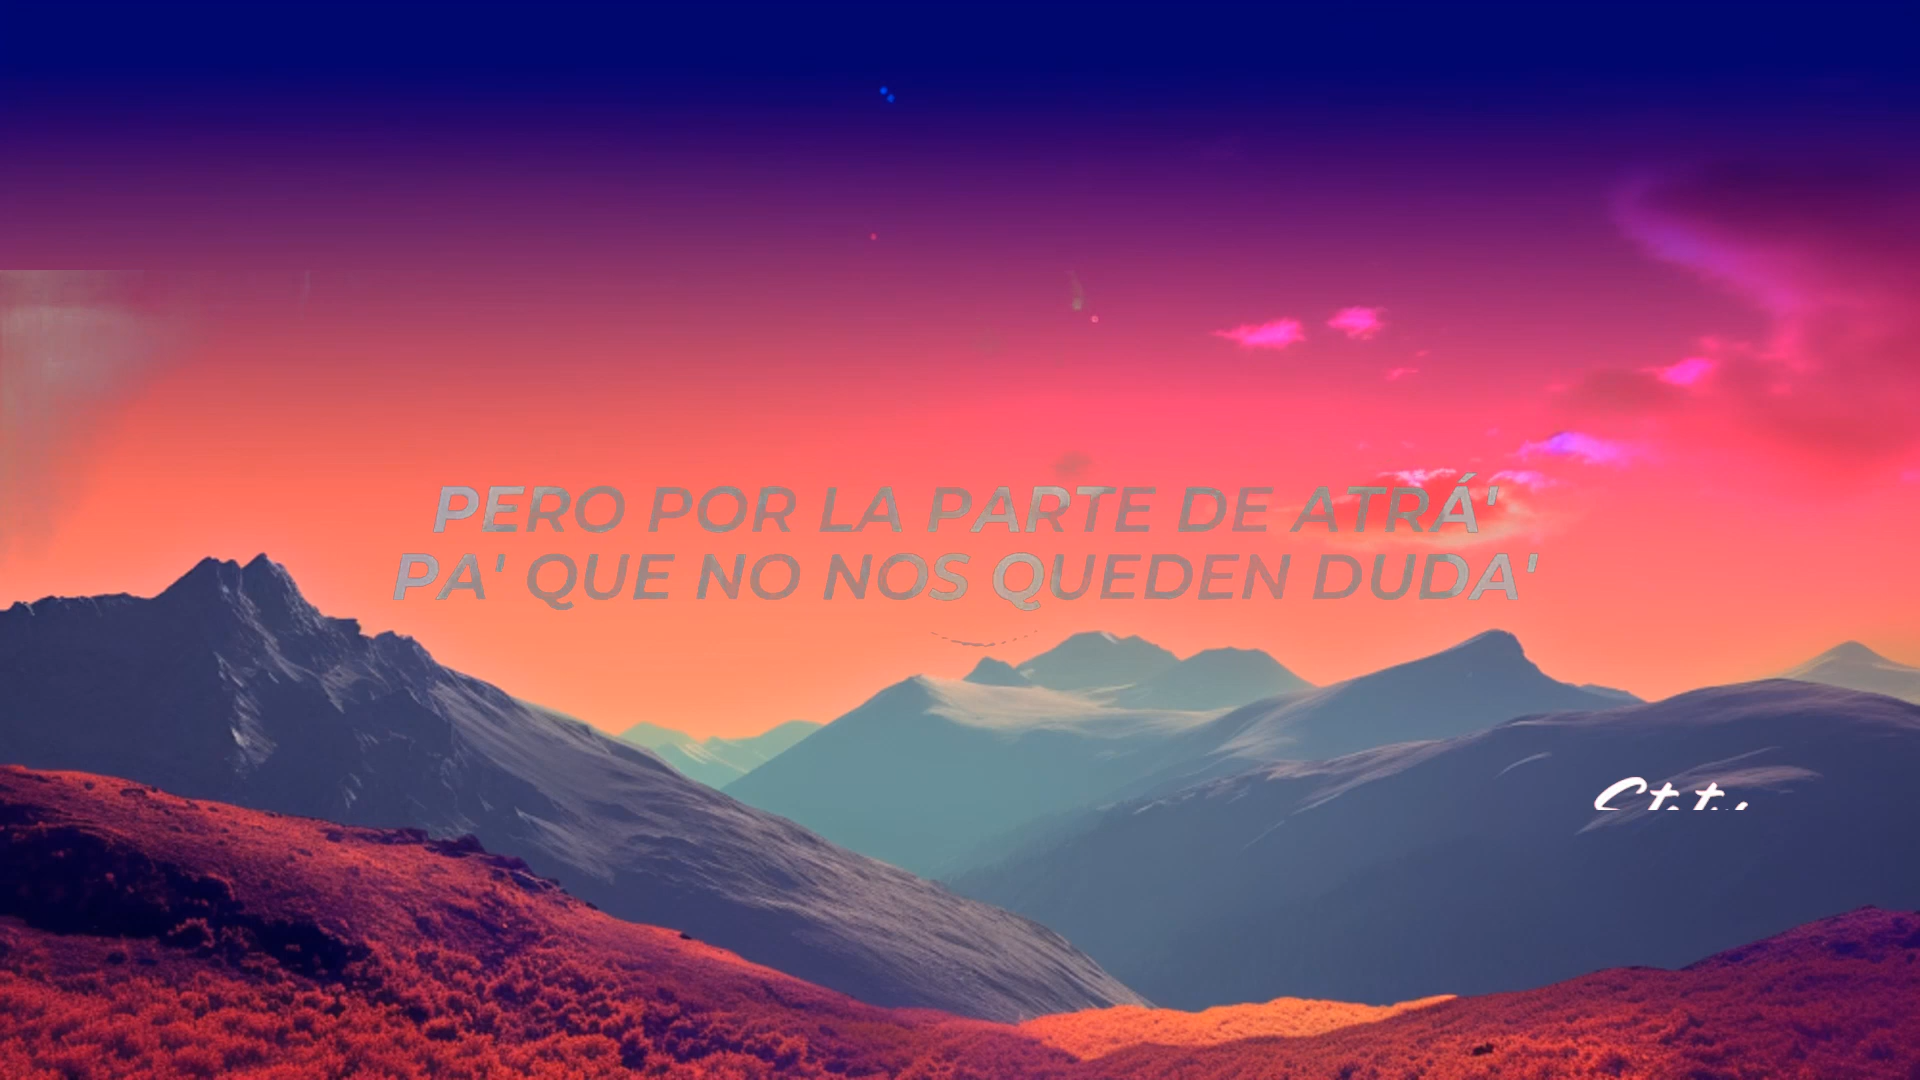 PERO POR LA PARTE DE ATRÁ'
PA' QUE NO NOS QUEDEN DUDA'